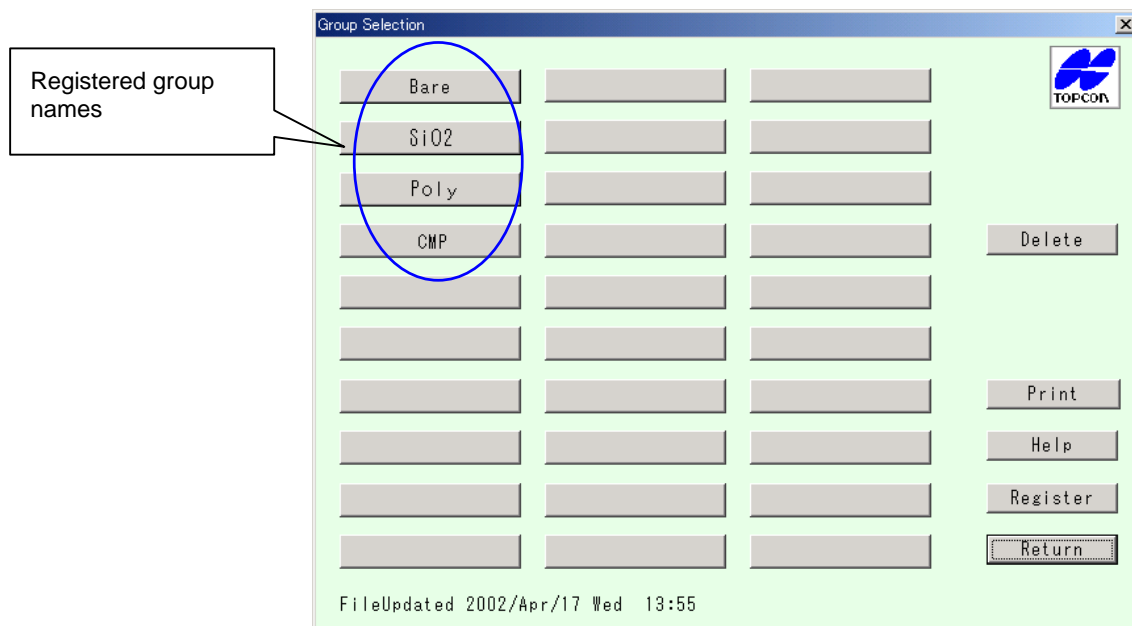 Group Selection
Registered group
names
Bare
TOPCON
SiO2
Poly
CMP
Delete
Print
Help
Register
Return
FileUpdated 2002/Apr/17 Wed 13:55